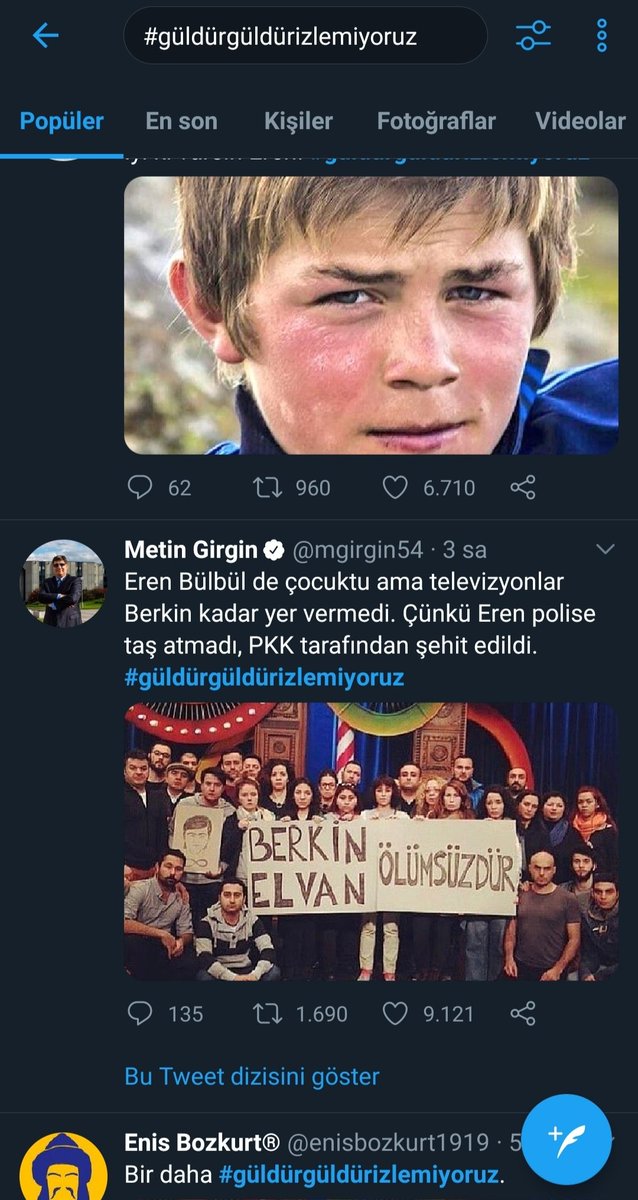 #güldürgüldürizlemiyoruz
Popüler
En son
Kişiler
Fotoğraflar
Videolar
#güldürgüldürizlemiyoruz
62
960
6.710
Metin Girgin @mgirgin54 · 3 sa
Eren Bülbül de çocuktu ama televizyonlar
Berkin kadar yer vermedi. Çünkü Eren polise
taş atmadı, PKK tarafından şehit edildi.
#güldürgüldürizlemiyoruz
BERKİN
ELVAN
ÖLÜMSÜZDÜR
135
1.690
9.121
Bu Tweet dizisini göster
Enis Bozkurt® @enisbozkurt1919 · 5
Bir daha #güldürgüldürizlemiyoruz.